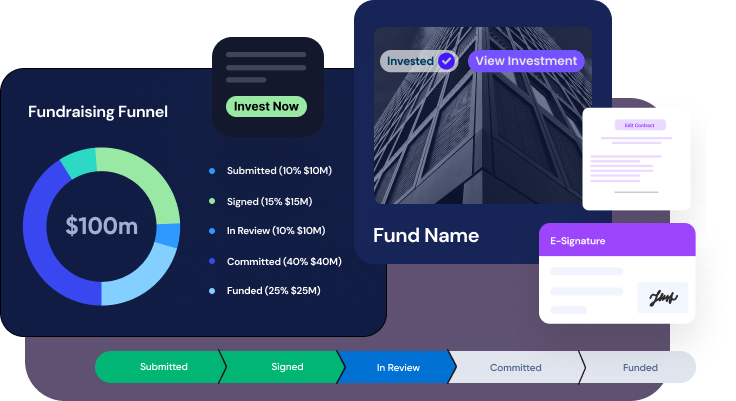 Invest Now
Invested
View Investment
Edit Contract
Fundraising Funnel
$100m
Submitted (10% $10M)
Signed (15% $15M)
In Review (10% $10M)
Committed (40% $40M)
Funded (25% $25M)
Fund Name
E-Signature
Submitted
Signed
In Review
Committed
Funded